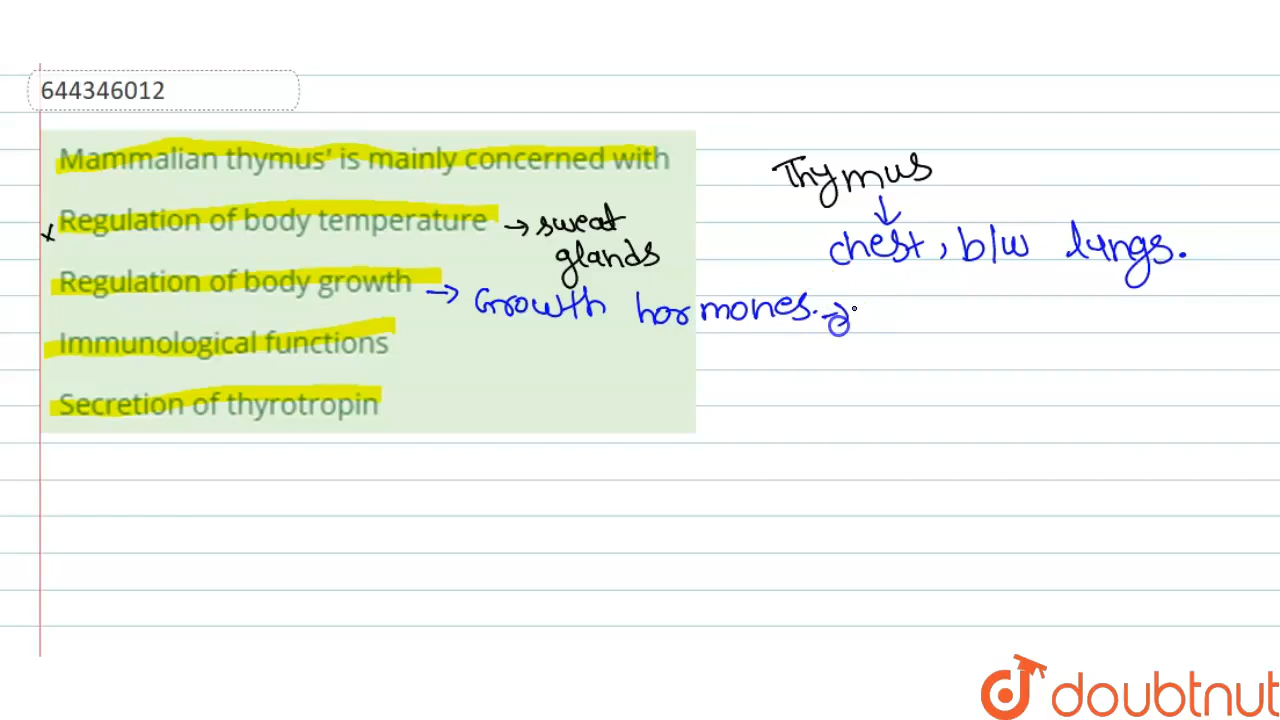 644346012
Mammalian thymus' is mainly concerned with
Thymus
x Regulation of body temperature → sweat
glands
chest, b/w lungs.
Regulation of body growth → Growth hormones. →
Immunological functions
Secretion of thyrotropin
doubtnut